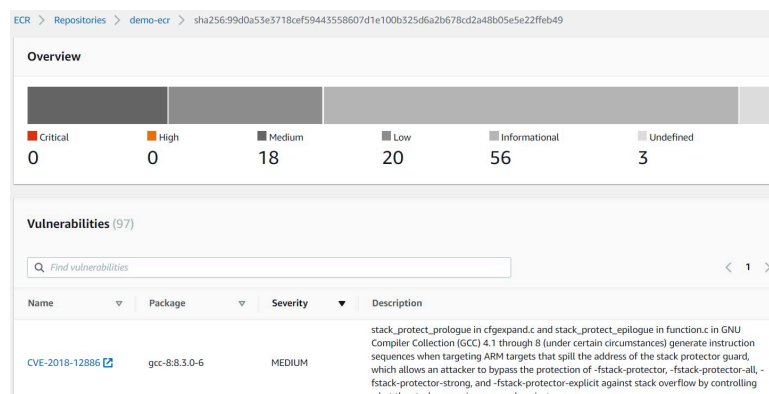 ECR > Repositories > demo-ecr > sha256:99d0a53e3718cef59443558607d1e100b325d6a2b678cd2a48b05e5e22ffeb49
Overview
Critical High Medium Low Informational Undefined
0 0 18 20 56 3
Vulnerabilities (97)
Find vulnerabilities
< 1 >
Name Package Severity Description
CVE-2018-12886 gcc-8:8.3.0-6 MEDIUM
stack_protect_prologue in cfgexpand.c and stack_protect_epilogue in function.c in GNU
Compiler Collection (GCC) 4.1 through 8 (under certain circumstances) generate instruction
sequences when targeting ARM targets that spill the address of the stack protector guard,
which allows an attacker to bypass the protection of -fstack-protector, -fstack-protector-all, -
fstack-protector-strong, and -fstack-protector-explicit against stack overflow by controlling